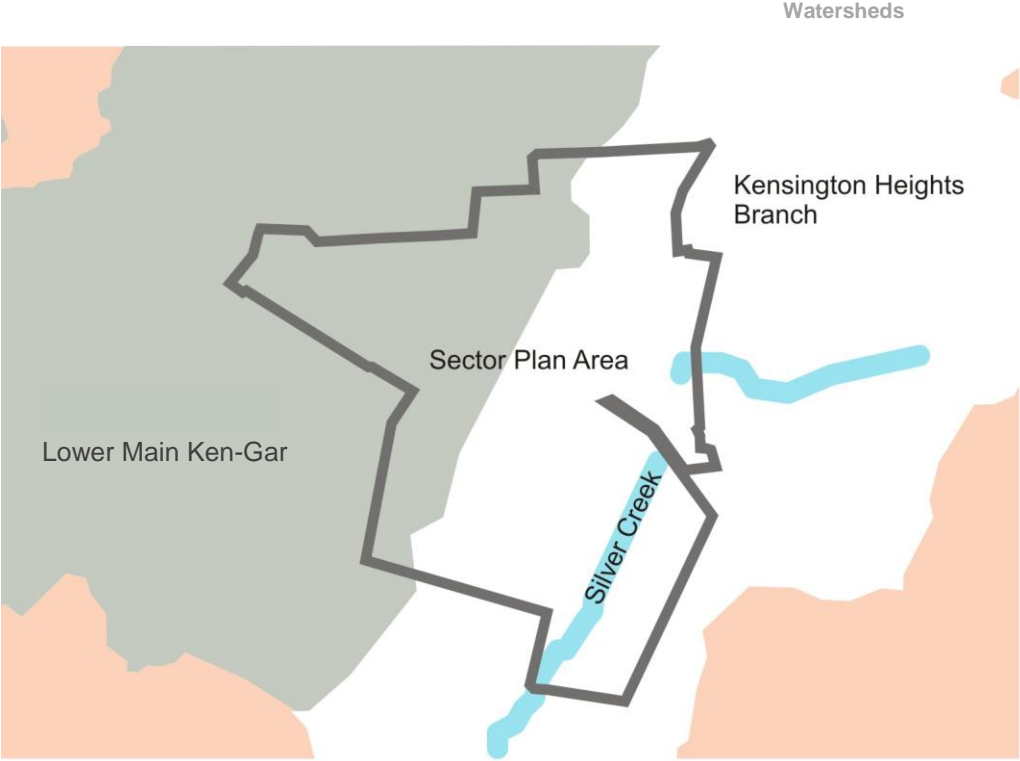 Watersheds
Kensington Heights
Branch
Sector Plan Area
Lower Main Ken-Gar
Silver Creek